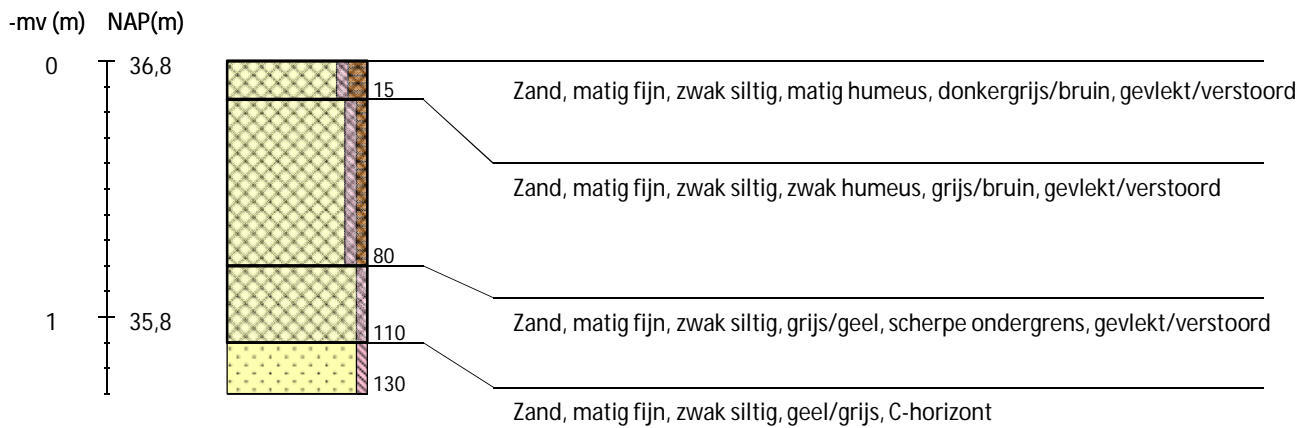 -mv (m) NAP(m)
0 36,8
15 Zand, matig fijn, zwak siltig, matig humeus, donkergrijs/bruin, gevlekt/verstoord
Zand, matig fijn, zwak siltig, zwak humeus, grijs/bruin, gevlekt/verstoord
80
1 35,8 Zand, matig fijn, zwak siltig, grijs/geel, scherpe ondergrens, gevlekt/verstoord
110
130
Zand, matig fijn, zwak siltig, geel/grijs, C-horizont